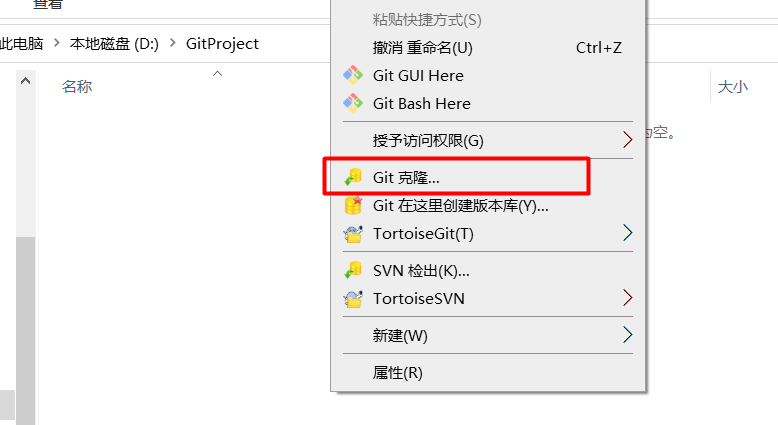 查看
粘贴快捷方式(S)
此电脑 本地磁盘 (D:) GitProject
撤消 重命名(U) Ctrl+Z
Git GUI Here
名称
大小
Git Bash Here
为空。
授予访问权限(G)
Git 克隆...
Git 在这里创建版本库(Y)...
TortoiseGit(T)
SVN 检出(K)...
TortoiseSVN
新建(W)
属性(R)